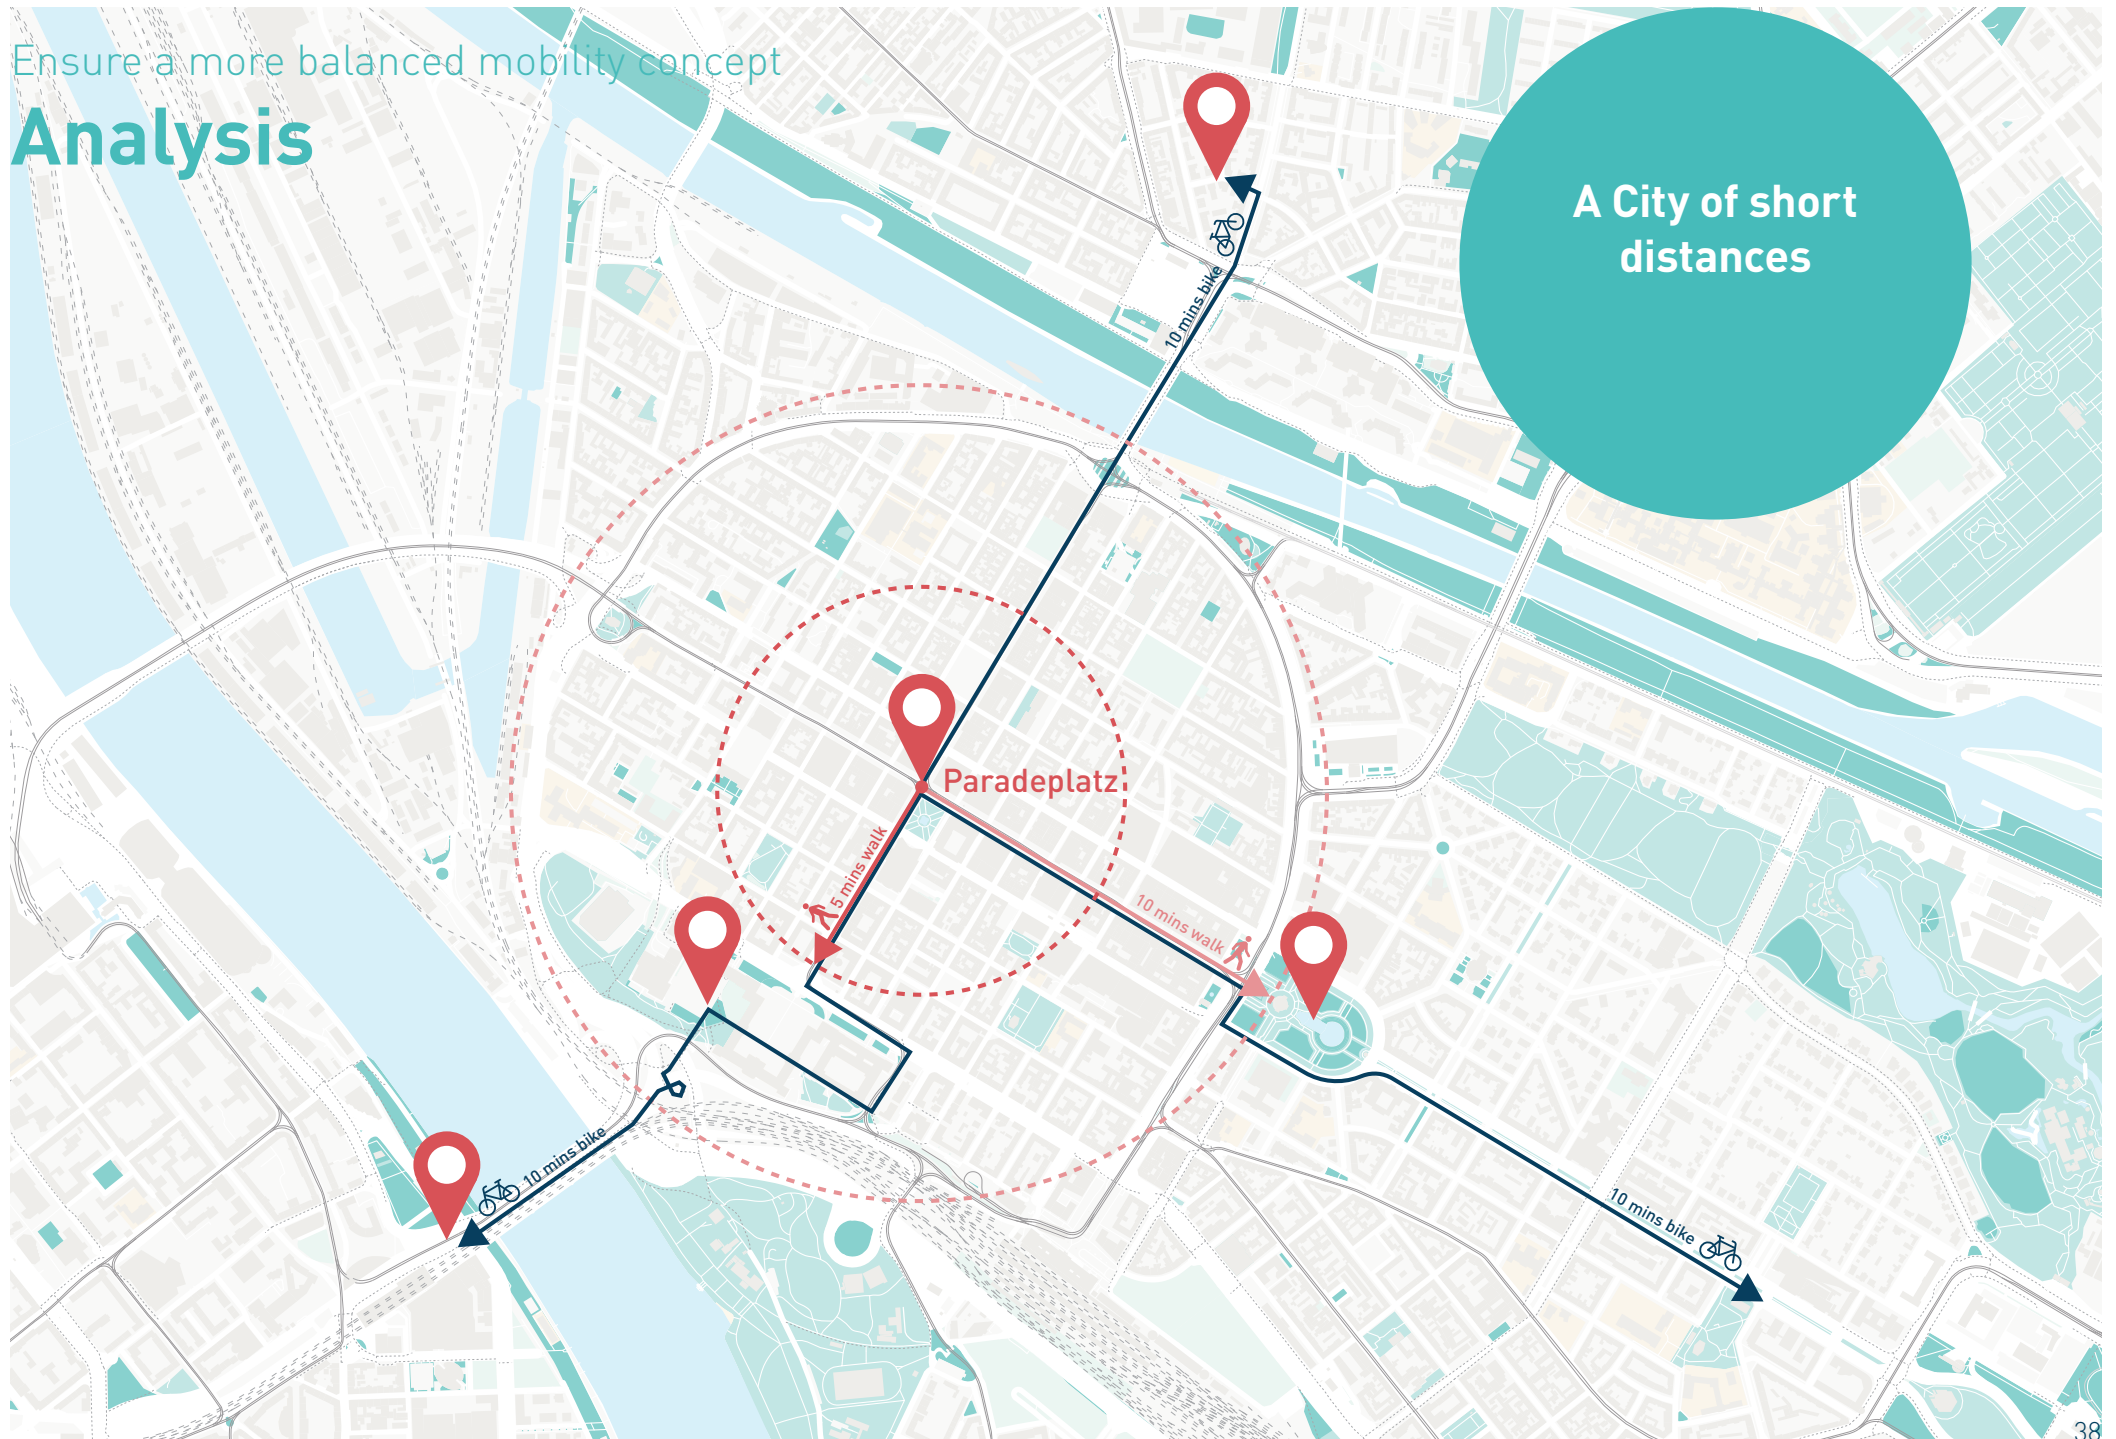 Ensure a more balanced mobility concept
Analysis
A City of short
distances
10 mins bike
Paradeplatz
5 mins walk
10 mins walk
10 mins bike
10 mins bike
38